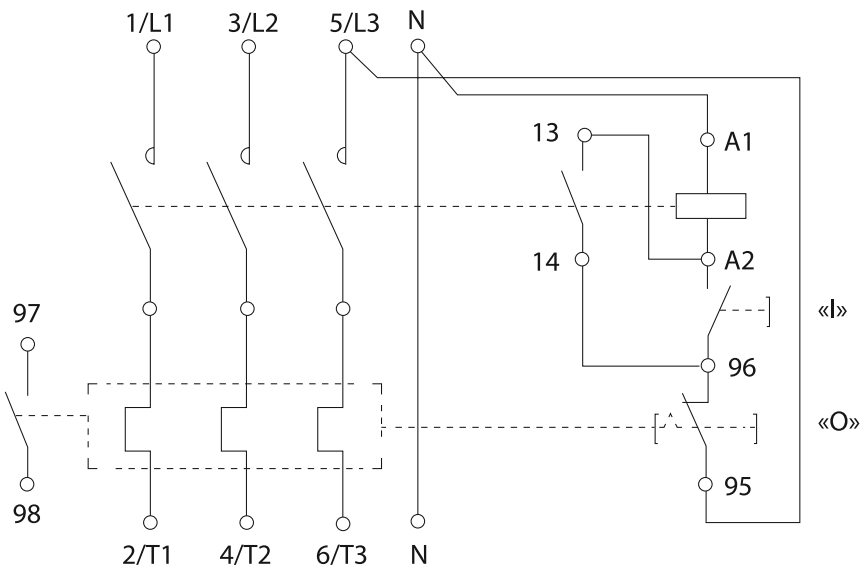 1/L1 3/L2 5/L3 N
13 A1
14 A2
97 «I»
96
«O»
98 95
2/T1 4/T2 6/T3 N